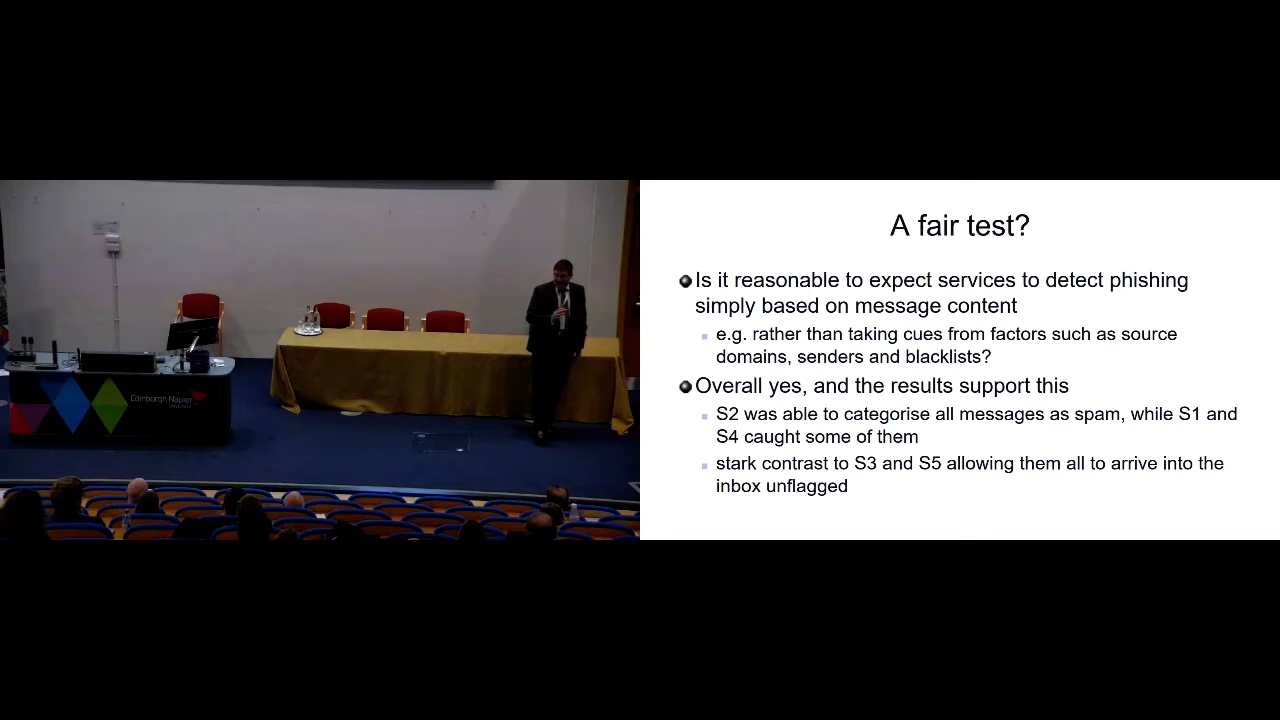 A fair test?
Is it reasonable to expect services to detect phishing
simply based on message content
e.g. rather than taking cues from factors such as source
domains, senders and blacklists?
Overall yes, and the results support this
S2 was able to categorise all messages as spam, while S1 and
S4 caught some of them
stark contrast to S3 and S5 allowing them all to arrive into the
inbox unflagged
Edinburgh Napier